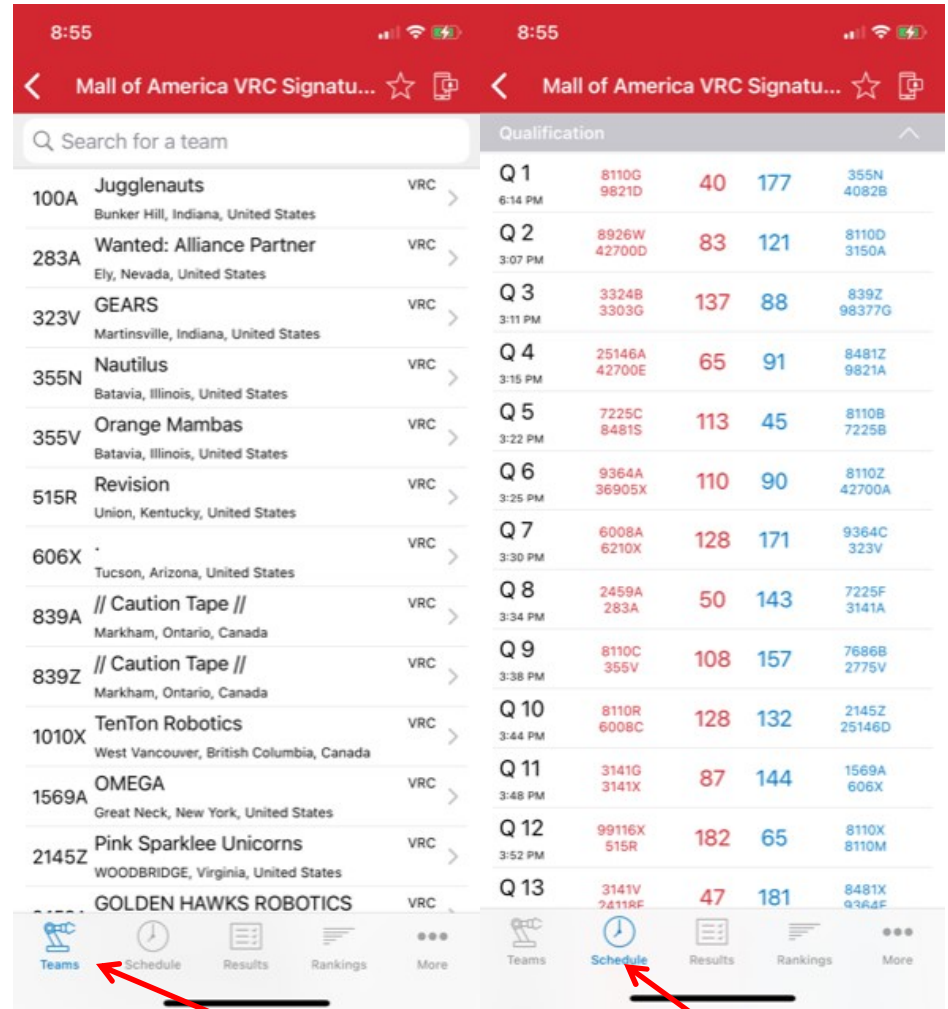 8:55
Mall of America VRC Signatu...
Search for a team
100A Jugglenauts VRC
Bunker Hill, Indiana, United States
283A Wanted: Alliance Partner VRC
Ely, Nevada, United States
323V GEARS VRC
Martinsville, Indiana, United States
355N Nautilus VRC
Batavia, Illinois, United States
355V Orange Mambas VRC
Batavia, Illinois, United States
515R Revision VRC
Union, Kentucky, United States
606X . VRC
Tucson, Arizona, United States
839A // Caution Tape // VRC
Markham, Ontario, Canada
839Z // Caution Tape // VRC
Markham, Ontario, Canada
1010X TenTon Robotics VRC
West Vancouver, British Columbia, Canada
1569A OMEGA VRC
Great Neck, New York, United States
2145Z Pink Sparklee Unicorns VRC
WOODBRIDGE, Virginia, United States
GOLDEN HAWKS ROBOTICS VRC
Teams Schedule Results Rankings More
8:55
Mall of America VRC Signatu...
Qualification
Q 1 8110G 40 177 355N
6:14 PM 9821D 4082B
Q 2 8926W 83 121 8110D
3:07 PM 42700D 3150A
Q 3 3324B 137 88 839Z
3:11 PM 3303G 98377G
Q 4 25146A 65 91 8481Z
3:15 PM 42700E 9821A
Q 5 7225C 113 45 8110B
3:22 PM 8481S 7225B
Q 6 9364A 110 90 8110Z
3:25 PM 36905X 42700A
Q 7 6008A 128 171 9364C
3:30 PM 6210X 323V
Q 8 2459A 50 143 7225F
3:34 PM 283A 3141A
Q 9 8110C 108 157 7686B
3:38 PM 355V 2775V
Q 10 8110R 128 132 2145Z
3:44 PM 6008C 25146D
Q 11 3141G 87 144 1569A
3:48 PM 3141X 606X
Q 12 99116X 182 65 8110X
3:52 PM 515R 8110M
Q 13 3141V 47 181 8481X
Teams Schedule Results Rankings More